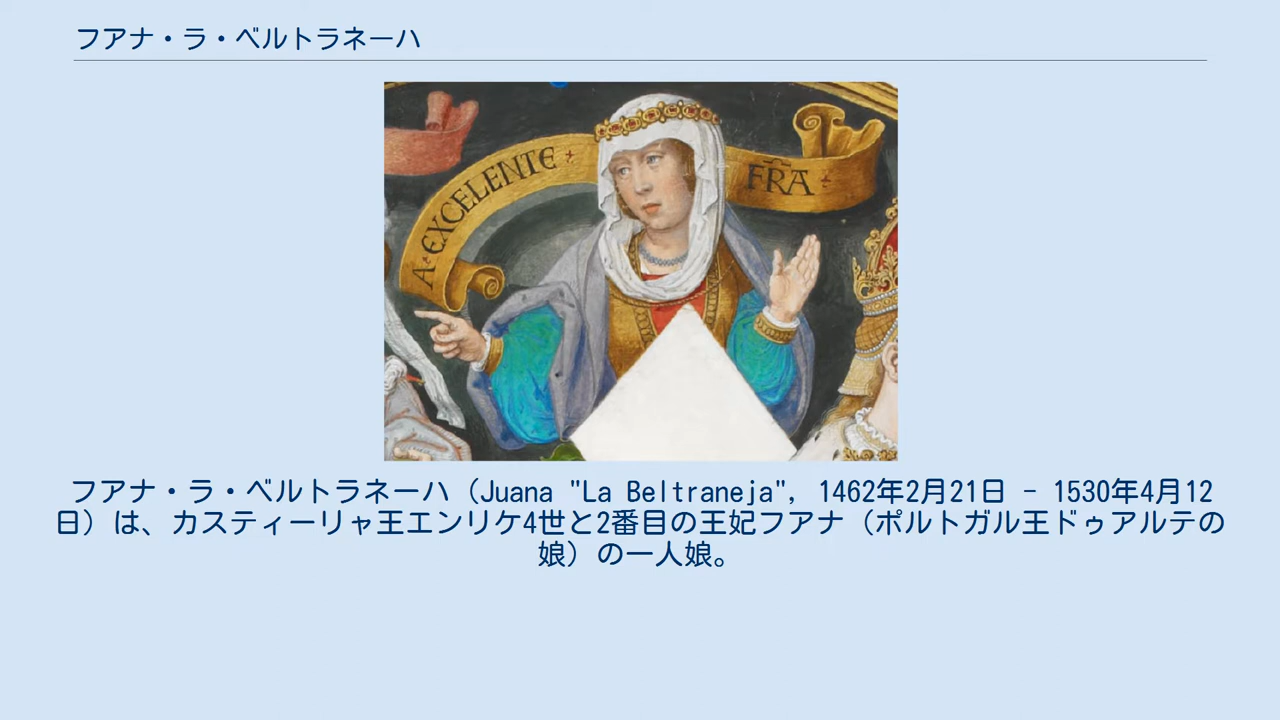 フアナ・ラ・ベルトラネーハ
A·EXCELENTE +
FRA +
フアナ・ラ・ベルトラネーハ（Juana "La Beltraneja", 1462年2月21日 - 1530年4月12
日）は、カスティーリャ王エンリケ4世と2番目の王妃フアナ（ポルトガル王ドゥアルテの
娘）の一人娘。